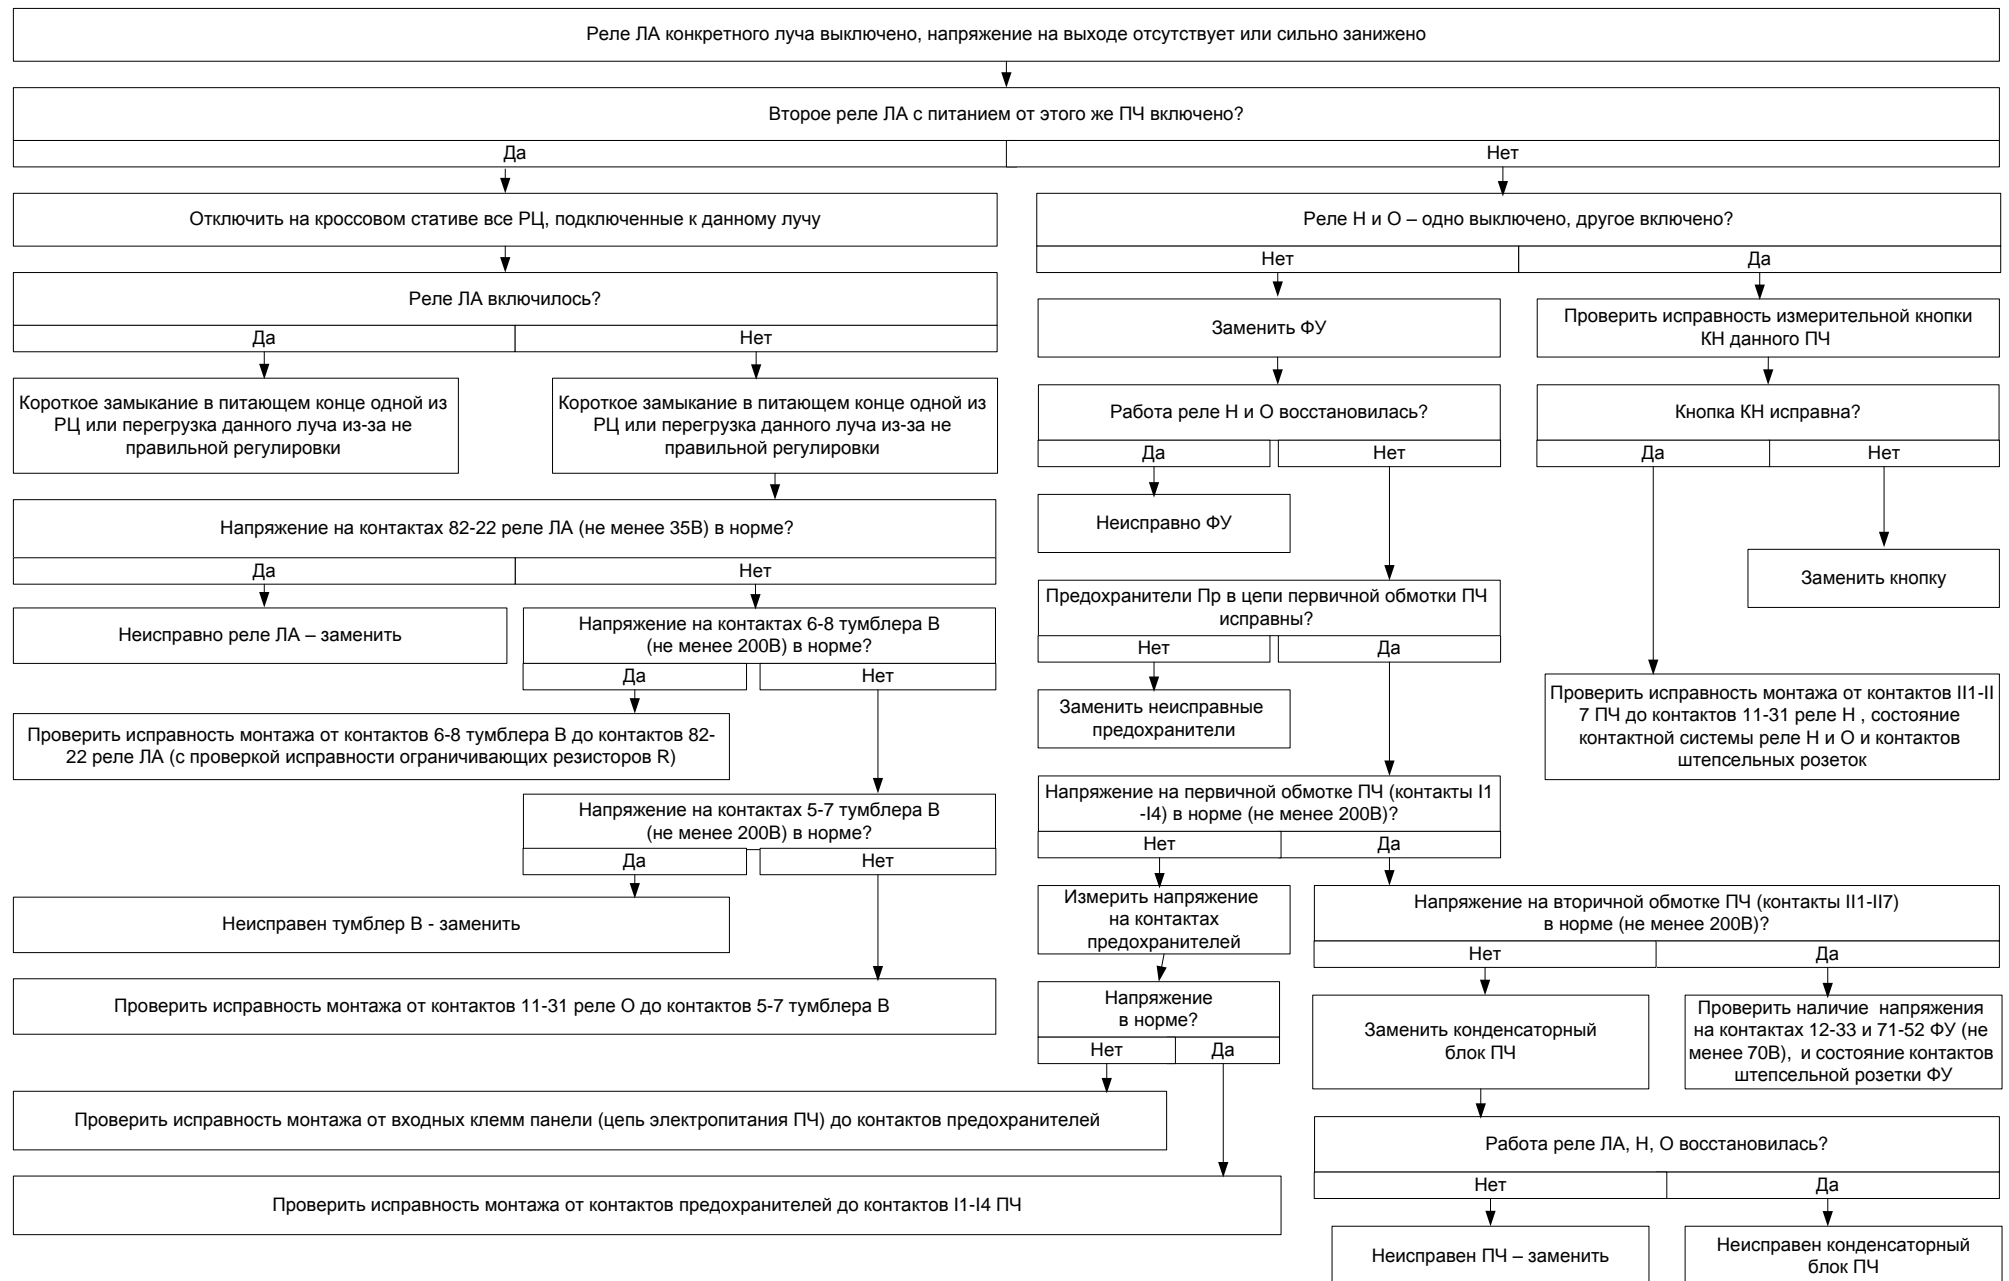 Реле ЛА конкретного луча выключено, напряжение на выходе отсутствует или сильно занижено
Второе реле ЛА с питанием от этого же ПЧ включено?
Да
Нет
Отключить на кроссовом стативе все РЦ, подключенные к данному лучу
Реле ЛА включилось?
Да
Нет
Короткое замыкание в питающем конце одной из
РЦ или перегрузка данного луча из-за не
правильной регулировки
Короткое замыкание в питающем конце одной из
РЦ или перегрузка данного луча из-за не
правильной регулировки
Напряжение на контактах 82-22 реле ЛА (не менее 35В) в норме?
Да
Нет
Неисправно реле ЛА – заменить
Напряжение на контактах 6-8 тумблера В
(не менее 200В) в норме?
Да
Нет
Проверить исправность монтажа от контактов 6-8 тумблера В до контактов 82-
22 реле ЛА (с проверкой исправности ограничивающих резисторов R)
Напряжение на контактах 5-7 тумблера В
(не менее 200В) в норме?
Да
Нет
Неисправен тумблер В - заменить
Проверить исправность монтажа от контактов 11-31 реле О до контактов 5-7 тумблера В
Реле Н и О – одно выключено, другое включено?
Нет
Да
Заменить ФУ
Проверить исправность измерительной кнопки
КН данного ПЧ
Работа реле Н и О восстановилась?
Да
Нет
Кнопка КН исправна?
Да
Нет
Неисправно ФУ
Заменить кнопку
Предохранители Пр в цепи первичной обмотки ПЧ
исправны?
Нет
Да
Заменить неисправные
предохранители
Проверить исправность монтажа от контактов II1-II
7 ПЧ до контактов 11-31 реле Н , состояние
контактной системы реле Н и О и контактов
штепсельных розеток
Напряжение на первичной обмотке ПЧ (контакты I1
-I4) в норме (не менее 200В)?
Нет
Да
Измерить напряжение
на контактах
предохранителей
Напряжение на вторичной обмотке ПЧ (контакты II1-II7)
в норме (не менее 200В)?
Нет
Да
Напряжение
в норме?
Нет
Да
Заменить конденсаторный
блок ПЧ
Проверить наличие напряжения
на контактах 12-33 и 71-52 ФУ (не
менее 70В), и состояние контактов
штепсельной розетки ФУ
Проверить исправность монтажа от входных клемм панели (цепь электропитания ПЧ) до контактов предохранителей
Работа реле ЛА, Н, О восстановилась?
Нет
Да
Проверить исправность монтажа от контактов предохранителей до контактов I1-I4 ПЧ
Неисправен ПЧ – заменить
Неисправен конденсаторный
блок ПЧ